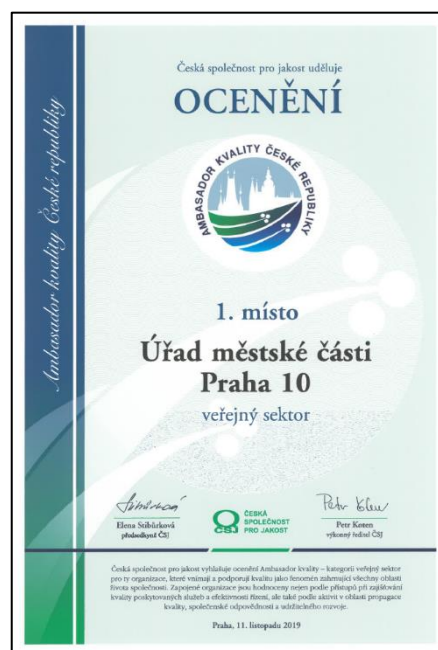 Česká společnost pro jakost uděluje
OCENĚNÍ
AMBASADOR KVALITY ČESKÉ REPUBLIKY
Ambasador kvality České republiky
1. místo
Úřad městské části
Praha 10
veřejný sektor
Elena Stibůrková
předsedkyně ČSJ
ČSJ
ČESKÁ
SPOLEČNOST
PRO JAKOST
Petr Koten
výkonný ředitel ČSJ
Česká společnost pro jakost vyhlašuje ocenění Ambasador kvality – kategorii veřejný sektor
pro ty organizace, které vnímají a podporují kvalitu jako fenomén zahrnující všechny oblasti
života společnosti. Zapojené organizace jsou hodnoceny nejen podle přístupů při zajišťování
kvality poskytovaných služeb a efektivnosti řízení, ale také podle aktivit v oblasti propagace
kvality, společenské odpovědnosti a udržitelného rozvoje.
Praha, 11. listopadu 2019